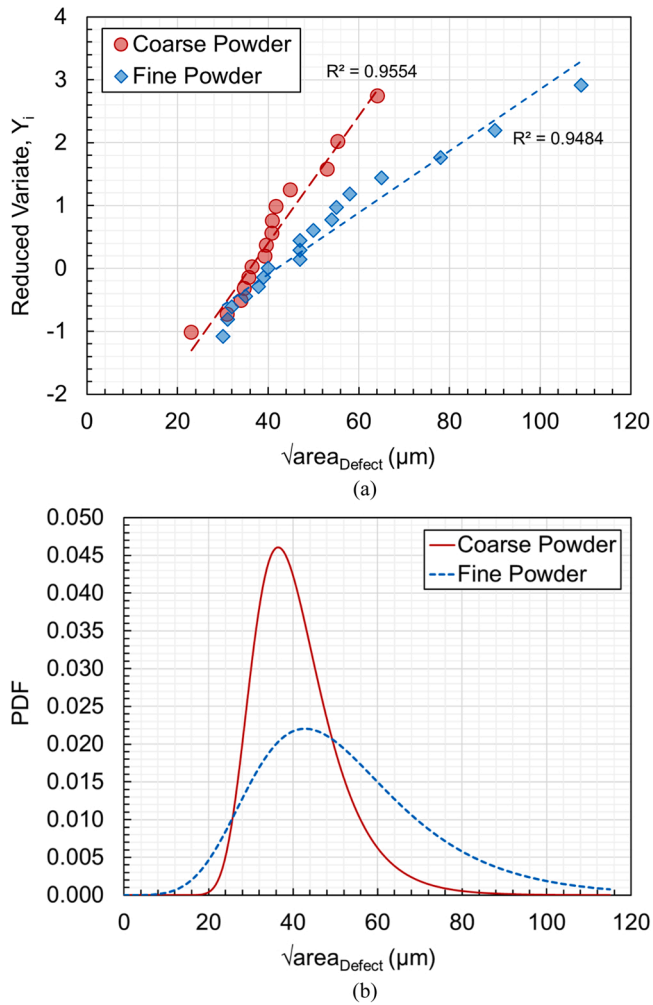 4
Coarse Powder
Fine Powder
R² = 0.9554
3
R² = 0.9484
2
1
0
-1
-2
Reduced Variate, Yᵢ
0 20 40 60 80 100 120
√area_Defect (µm)
(a)
0.050
Coarse Powder
Fine Powder
0.045
0.040
0.035
0.030
0.025
0.020
0.015
0.010
0.005
0.000
PDF
0 20 40 60 80 100 120
√area_Defect (µm)
(b)